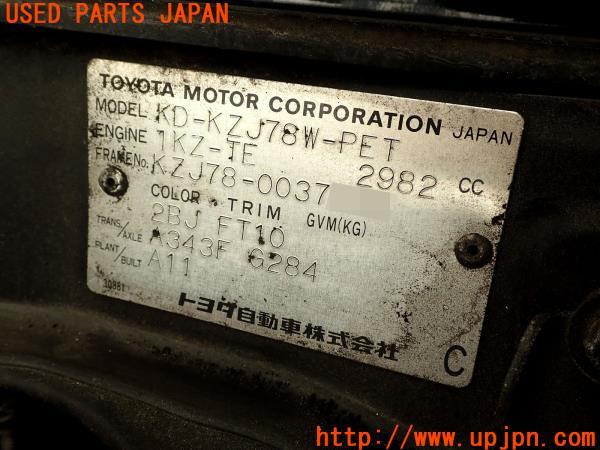 USED PARTS JAPAN
TOYOTA MOTOR CORPORATION JAPAN
MODEL KD-KZJ78W-PET
ENGINE 1KZ-TE 2982 CC
FRAME No. KZJ78-0037
COLOR・TRIM GVM(KG)
2BJ FT10
TRANS./AXLE A343F G284
PLANT/BUILT A11
10881
トヨタ自動車株式会社
C
http://www.upjpn.com/